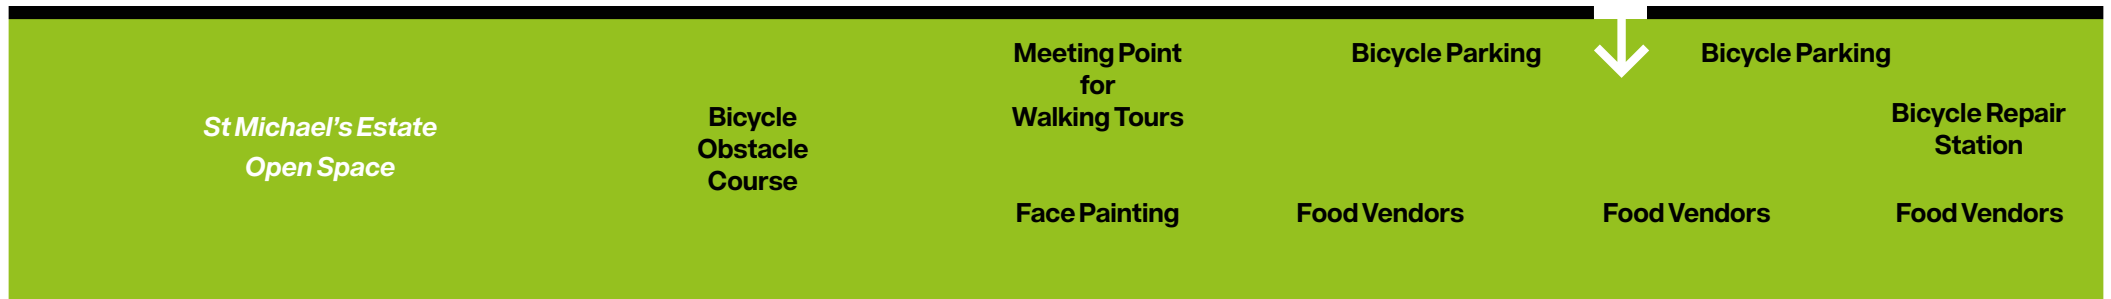 St Michael's Estate
Open Space
Bicycle
Obstacle
Course
Meeting Point
for
Walking Tours
Face Painting
Bicycle Parking
Bicycle Parking
Bicycle Repair
Station
Food Vendors
Food Vendors
Food Vendors